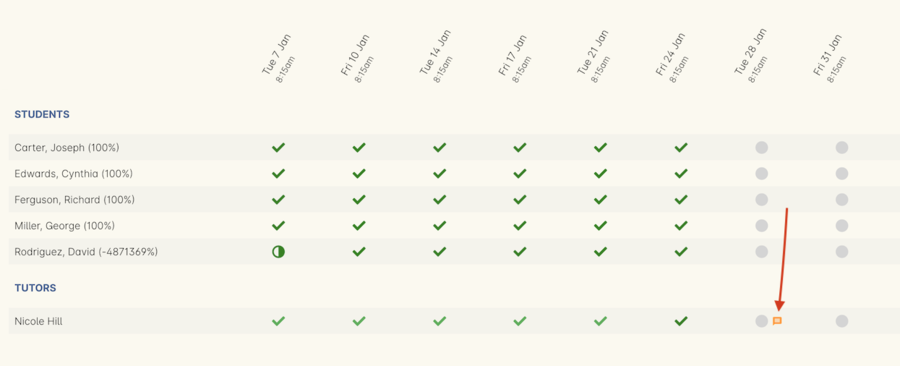 Tue 7 Jan
8:15am
Fri 10 Jan
8:15am
Tue 14 Jan
8:15am
Fri 17 Jan
8:15am
Tue 21 Jan
8:15am
Fri 24 Jan
8:15am
Tue 28 Jan
8:15am
Fri 31 Jan
8:15am
STUDENTS
Carter, Joseph (100%)
Edwards, Cynthia (100%)
Ferguson, Richard (100%)
Miller, George (100%)
Rodriguez, David (-4871369%)
TUTORS
Nicole Hill